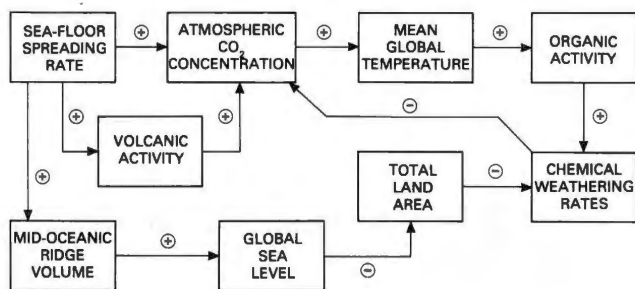 SEA-FLOOR
SPREADING
RATE
+
ATMOSPHERIC
CO2
CONCENTRATION
+
MEAN
GLOBAL
TEMPERATURE
+
ORGANIC
ACTIVITY
+
+
+
−
+
VOLCANIC
ACTIVITY
TOTAL
LAND
AREA
−
CHEMICAL
WEATHERING
RATES
MID-OCEANIC
RIDGE
VOLUME
+
GLOBAL
SEA
LEVEL
−